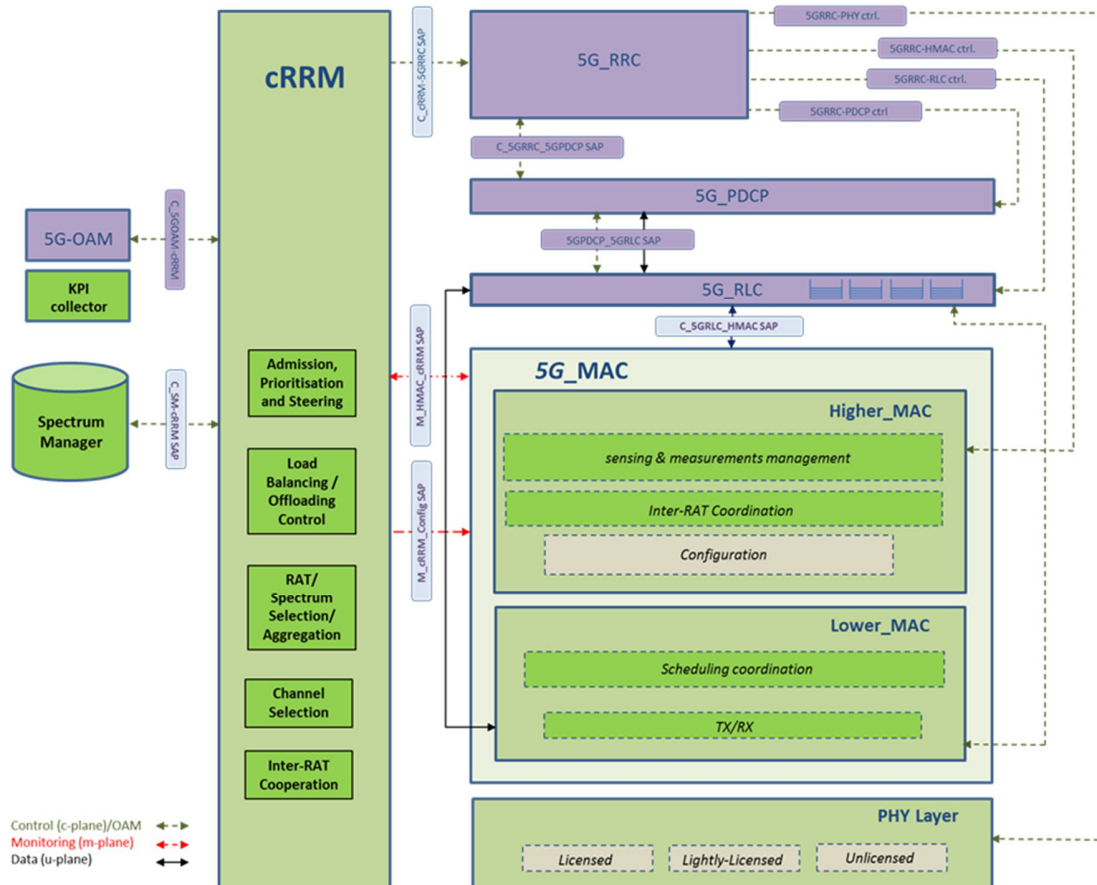 cRRM
C_cRRM-5GRRC SAP
5G_RRC
5GRRC-PHY ctrl.
5GRRC-HMAC ctrl.
5GRRC-RLC ctrl.
5GRRC-PDCP ctrl
C_5GRRC_5GPDCP SAP
5G_PDCP
5GPDCP_5GRLC SAP
5G_RLC
C_5GRLC_HMAC SAP
5G-OAM
C_5GOAM-cRRM
KPI
collector
Spectrum
Manager
C_SM-cRRM SAP
Admission,
Prioritisation
and Steering
Load
Balancing /
Offloading
Control
RAT/
Spectrum
Selection/
Aggregation
Channel
Selection
Inter-RAT
Cooperation
M_HMAC_cRRM SAP
M_cRRM_Config SAP
5G_MAC
Higher_MAC
sensing & measurements management
Inter-RAT Coordination
Configuration
Lower_MAC
Scheduling coordination
TX/RX
PHY Layer
Licensed
Lightly-Licensed
Unlicensed
Control (c-plane)/OAM
Monitoring (m-plane)
Data (u-plane)